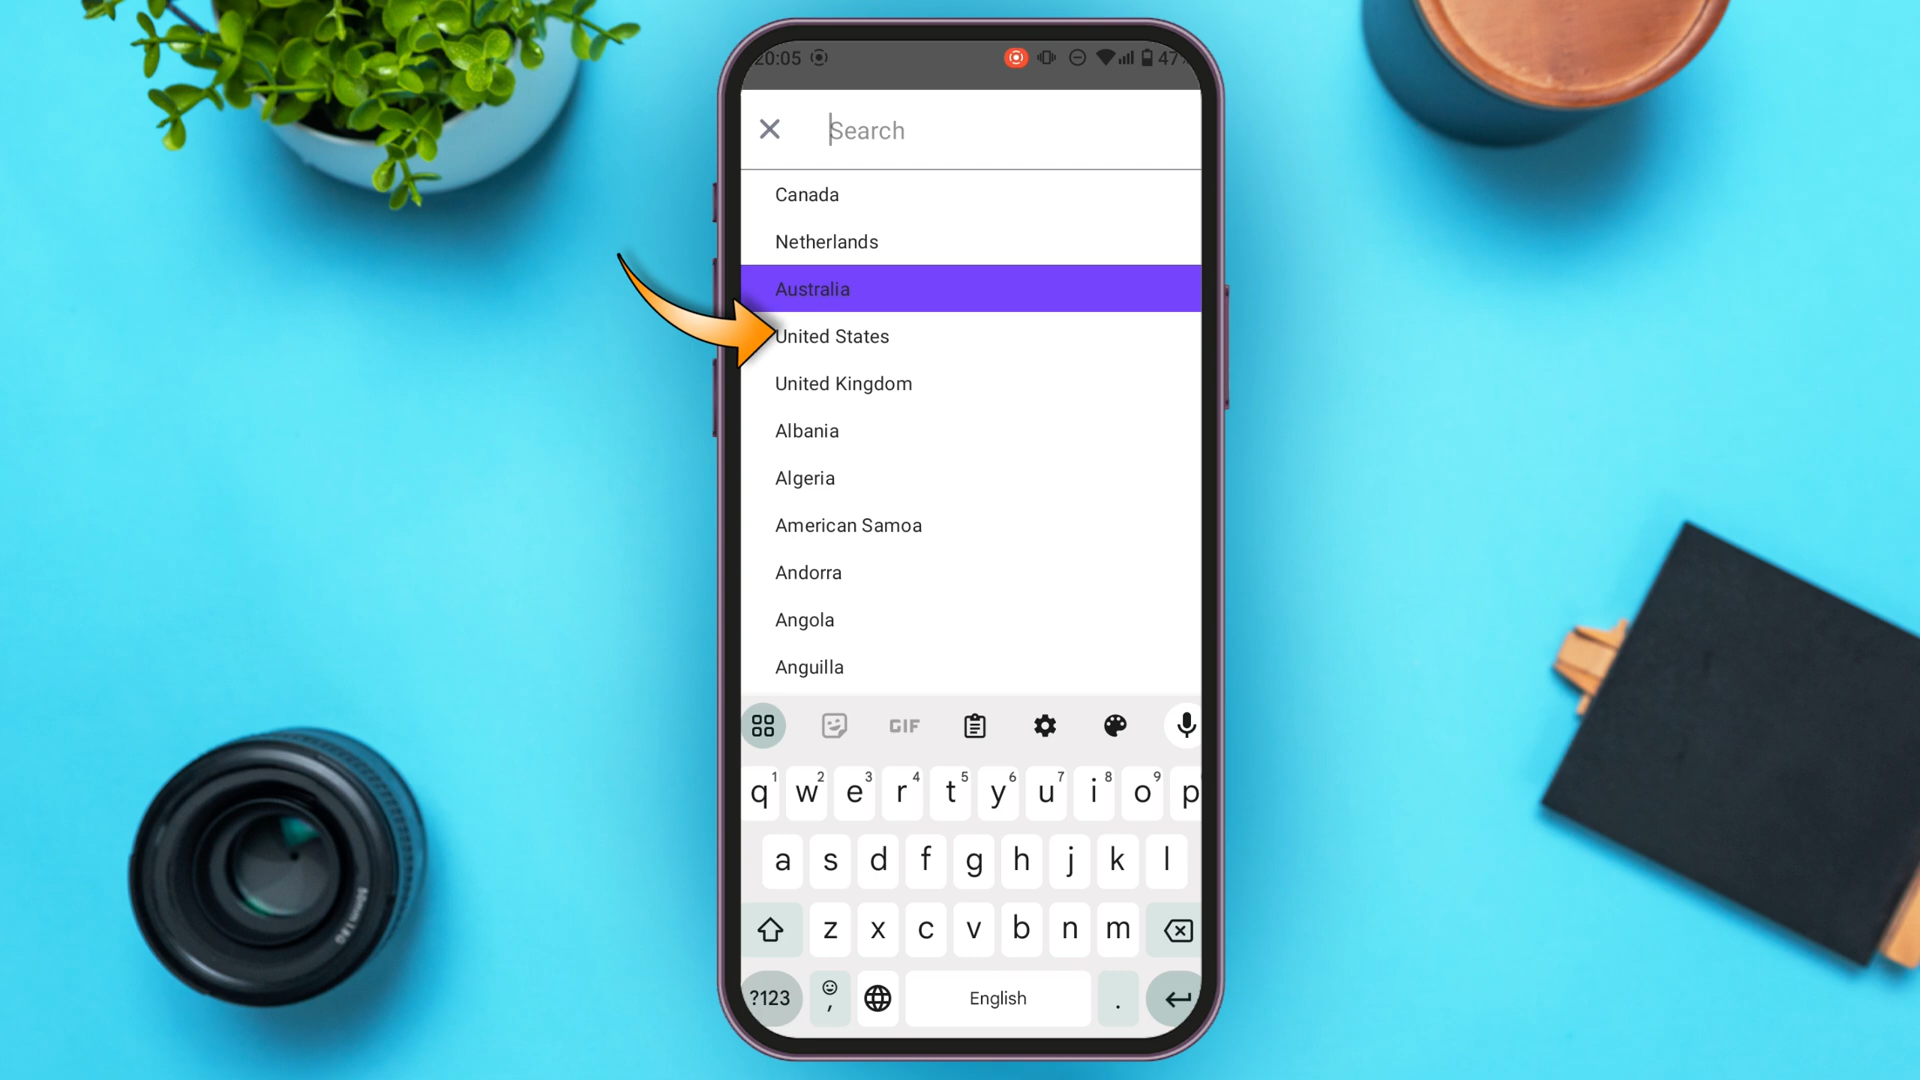 20:05 47
Search
Canada
Netherlands
Australia
United States
United Kingdom
Albania
Algeria
American Samoa
Andorra
Angola
Anguilla
GIF
q1 w2 e3 r4 t5 y6 u7 i8 o9 p
a s d f g h j k l
z x c v b n m
?123 , English .